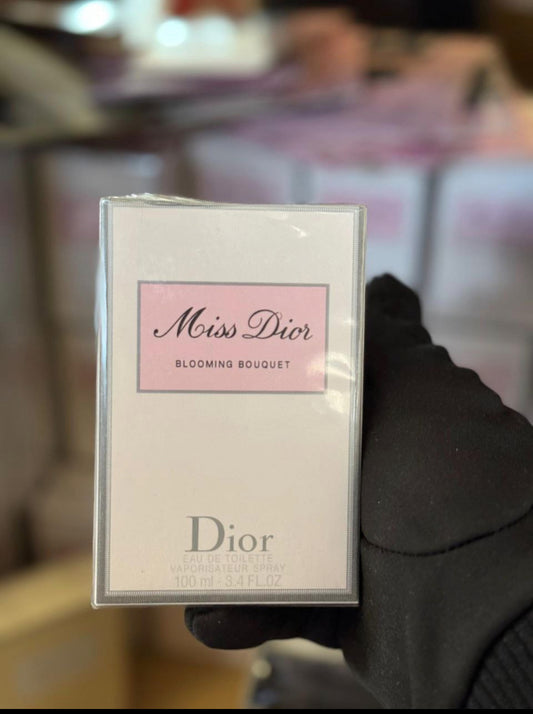 Miss Dior
BLOOMING BOUQUET
Dior
EAU DE TOILETTE
VAPORISATEUR SPRAY
100 ml - 3.4 FL.OZ